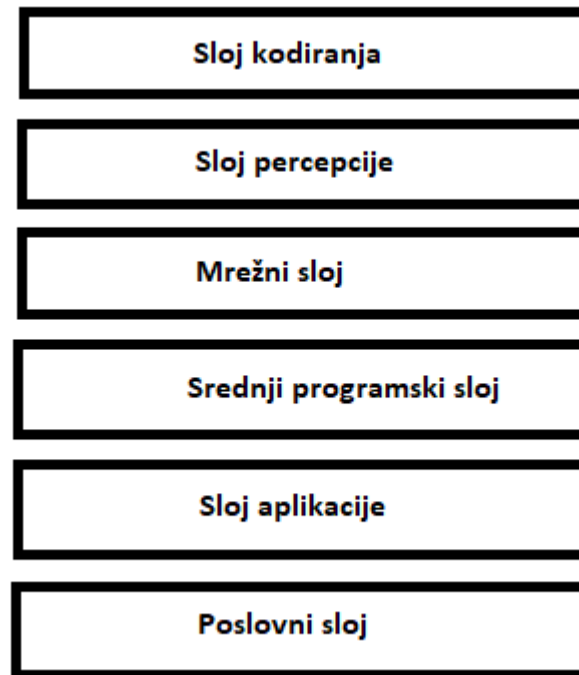 Sloj kodiranja
Sloj percepcije
Mrežni sloj
Srednji programski sloj
Sloj aplikacije
Poslovni sloj